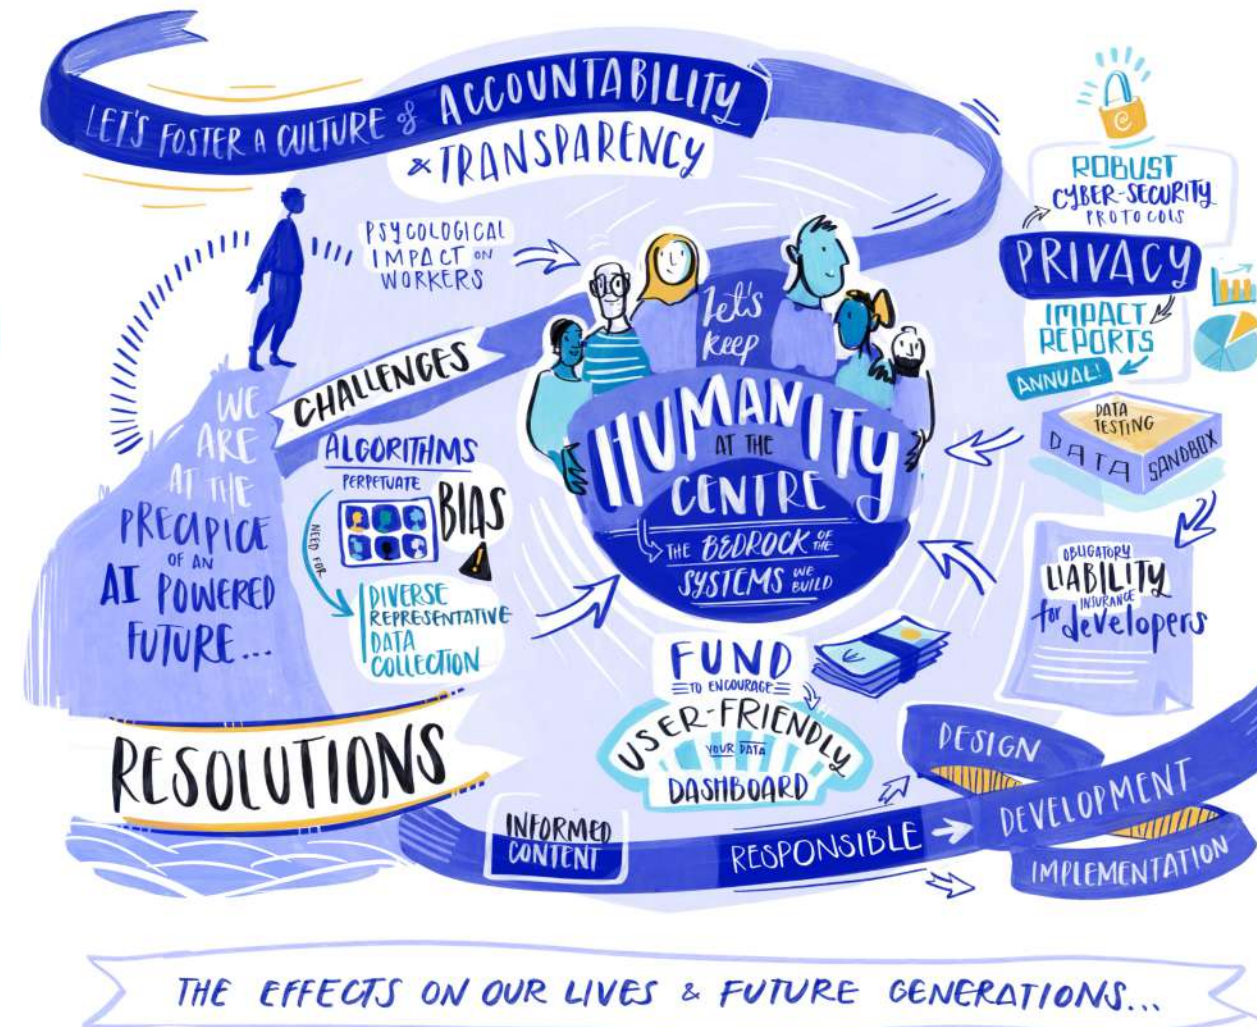 LET'S FOSTER A CULTURE of ACCOUNTABILITY
& TRANSPARENCY
PSYCOLOGICAL
IMPACT ON
WORKERS
CHALLENGES
WE
ARE
AT THE
PRECIPICE
OF AN
AI POWERED
FUTURE...
ALGORITHMS
PERPETUATE
BIAS
NEED FOR
DIVERSE
REPRESENTATIVE
DATA
COLLECTION
Let's
keep
HUMANITY
AT THE
CENTRE
THE BEDROCK OF THE
SYSTEMS WE BUILD
ROBUST
CYBER-SECURITY
PROTOCOLS
PRIVACY
IMPACT
REPORTS
ANNUAL!
DATA
TESTING
DATA SANDBOX
OBLIGATORY
LIABILITY
INSURANCE
for developers
FUND
TO ENCOURAGE
USER-FRIENDLY
YOUR DATA
DASHBOARD
RESOLUTIONS
INFORMED
CONTENT
RESPONSIBLE
DESIGN
DEVELOPMENT
IMPLEMENTATION
THE EFFECTS ON OUR LIVES & FUTURE GENERATIONS...